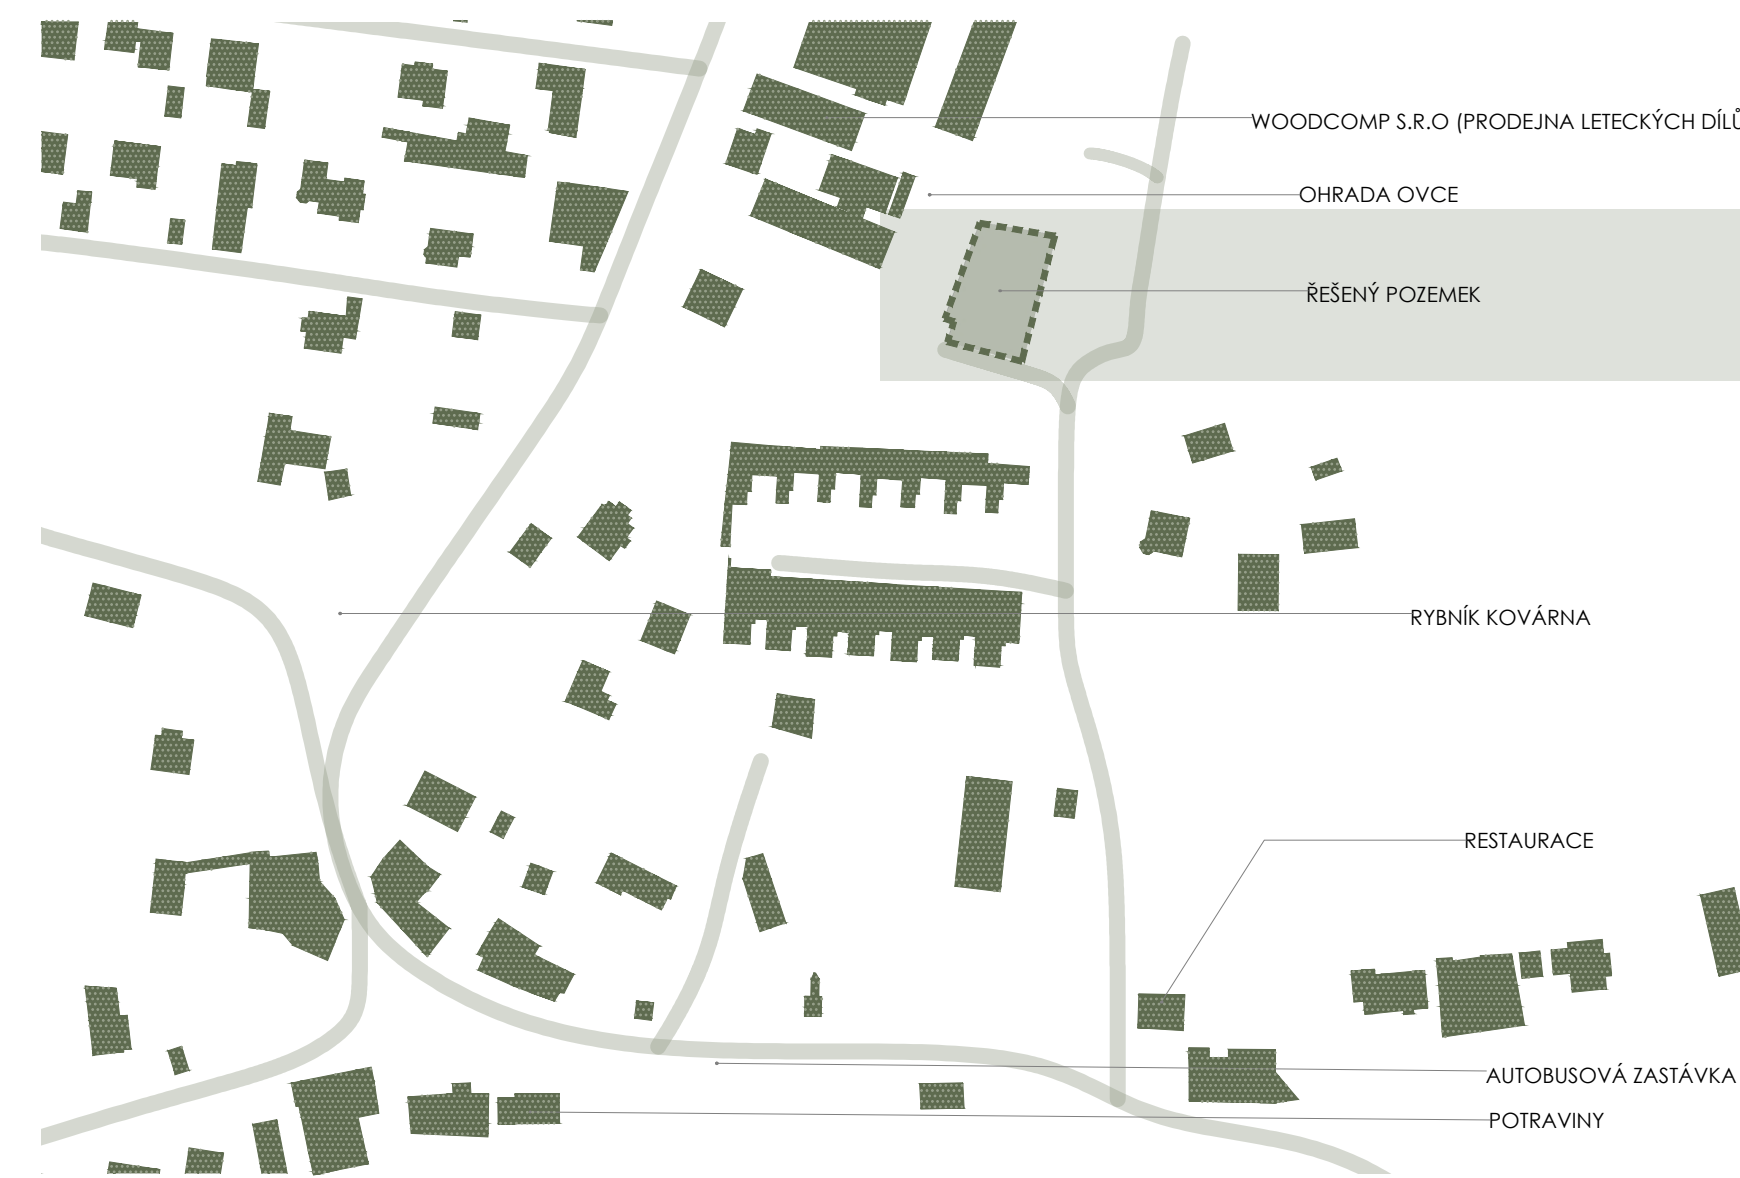 WOODCOMP S.R.O (PRODEJNA LETECKÝCH DÍLŮ
OHRADA OVCE
ŘEŠENÝ POZEMEK
RYBNÍK KOVÁRNA
RESTAURACE
AUTOBUSOVÁ ZASTÁVKA
POTRAVINY